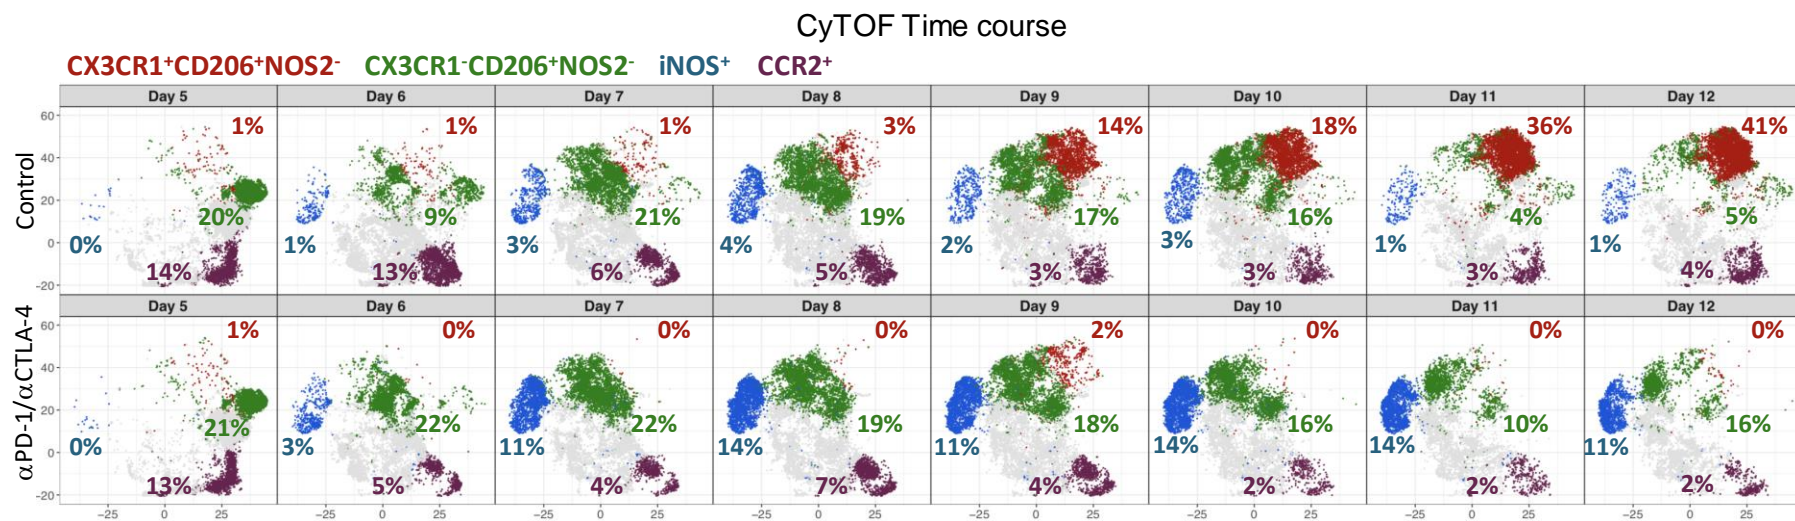 CyTOF Time course
CX3CR1⁺CD206⁺NOS2⁻ CX3CR1⁻CD206⁺NOS2⁻ iNOS⁺ CCR2⁺
Day 5 Day 6 Day 7 Day 8 Day 9 Day 10 Day 11 Day 12
Control
60
40
20
0
−20
1% 1% 1% 3% 14% 18% 36% 41%
20% 9% 21% 19% 17% 16% 4% 5%
0% 1% 3% 4% 2% 3% 1% 1%
14% 13% 6% 5% 3% 3% 3% 4%
Day 5 Day 6 Day 7 Day 8 Day 9 Day 10 Day 11 Day 12
αPD-1/αCTLA-4
60
40
20
0
−20
1% 0% 0% 0% 2% 0% 0% 0%
21% 22% 22% 19% 18% 16% 10% 16%
0% 3% 11% 14% 11% 14% 14% 11%
13% 5% 4% 7% 4% 2% 2% 2%
−25 0 25 −25 0 25 −25 0 25 −25 0 25 −25 0 25 −25 0 25 −25 0 25 −25 0 25